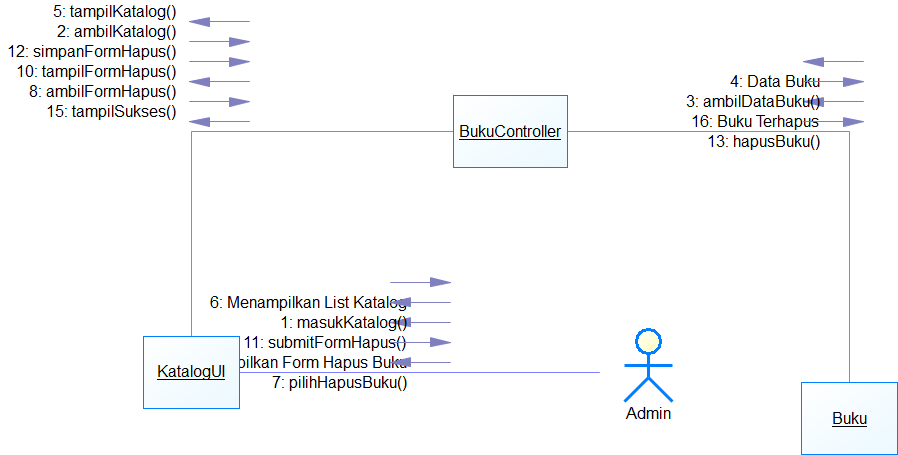 5: tampilKatalog()
2: ambilKatalog()
12: simpanFormHapus()
10: tampilFormHapus()
8: ambilFormHapus()
15: tampilSukses()
4: Data Buku
3: ambilDataBuku()
16: Buku Terhapus
13: hapusBuku()
BukuController
6: Menampilkan List Katalog
1: masukKatalog()
11: submitFormHapus()
Form Hapus Buku
7: pilihHapusBuku()
KatalogUI
Admin
Buku